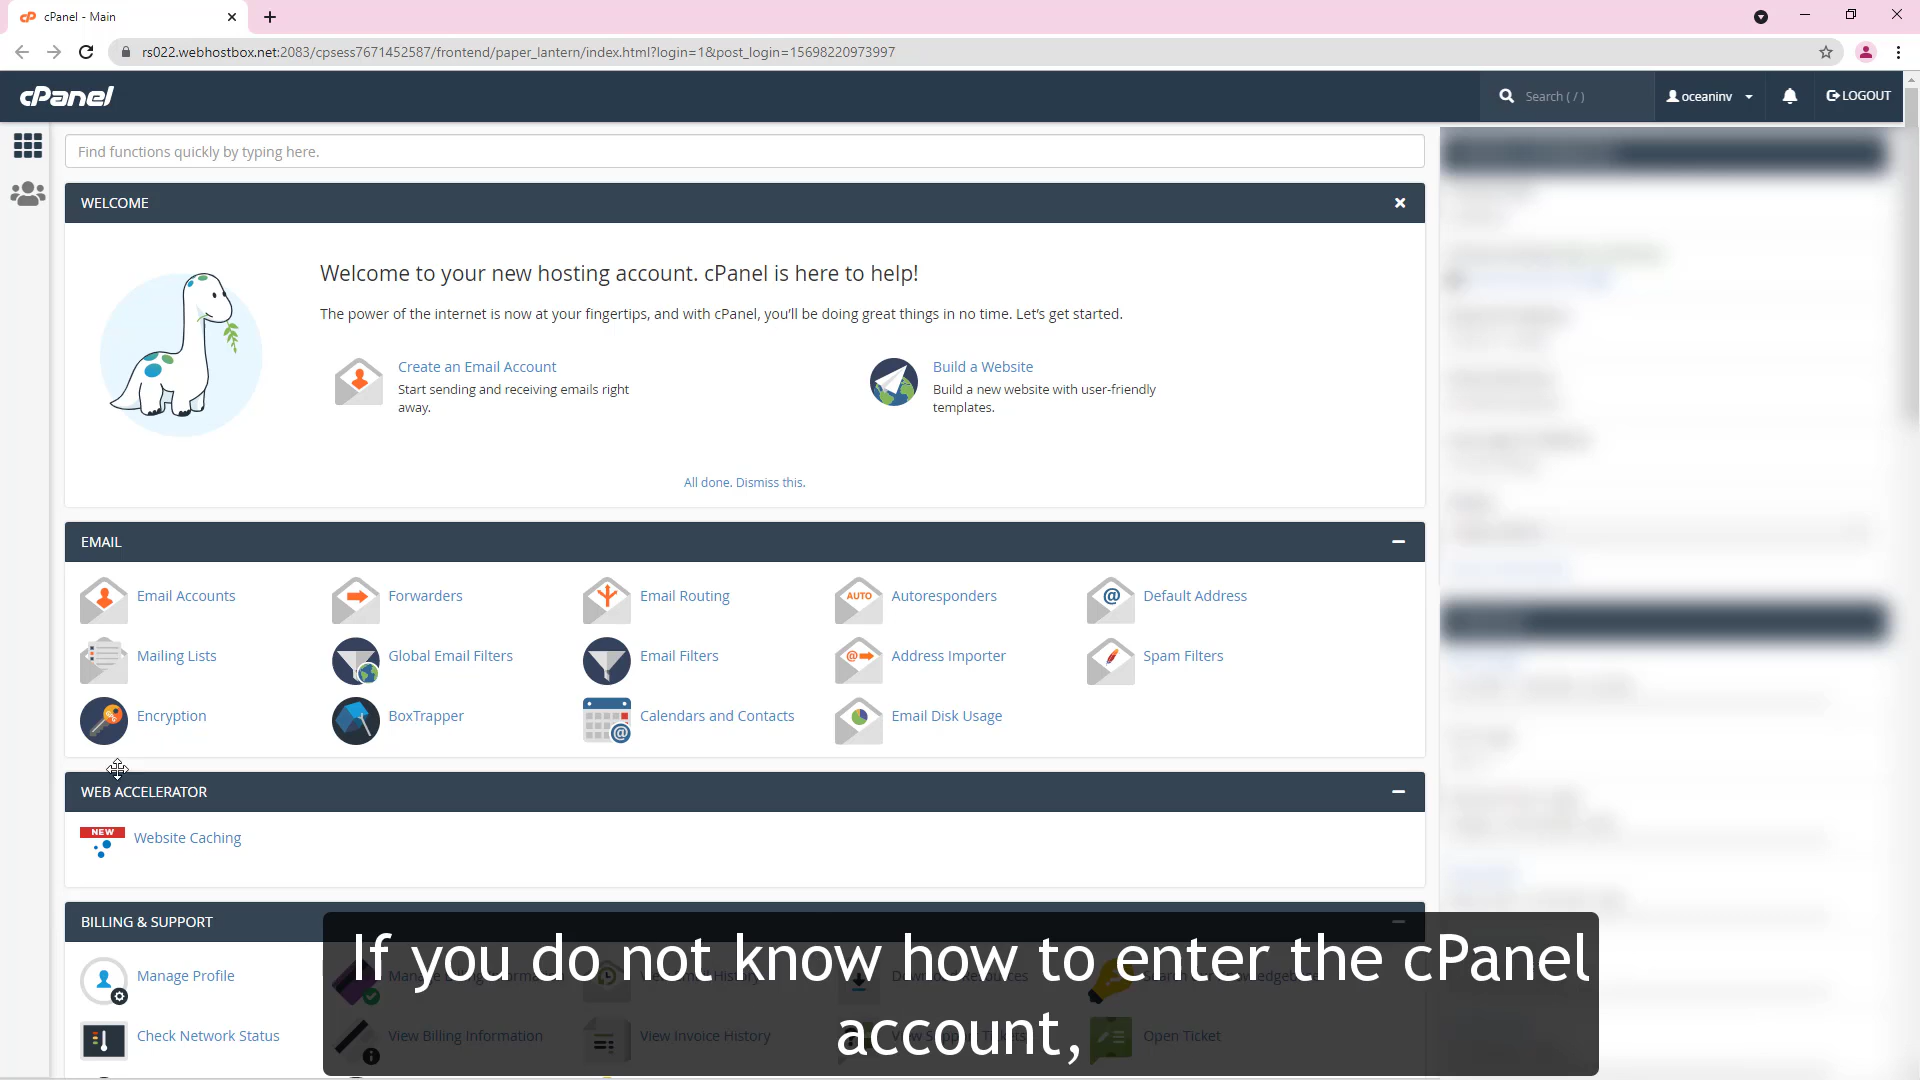 cPanel - Main
rs022.webhostbox.net:2083/cpsess7671452587/frontend/paper_lantern/index.html?login=1&post_login=15698220973997
cPanel
Search ( / )
oceaninv
LOGOUT
Find functions quickly by typing here.
WELCOME
Welcome to your new hosting account. cPanel is here to help!
The power of the internet is now at your fingertips, and with cPanel, you’ll be doing great things in no time. Let’s get started.
Create an Email Account
Start sending and receiving emails right
away.
Build a Website
Build a new website with user-friendly
templates.
All done. Dismiss this.
EMAIL
Email Accounts
Forwarders
Email Routing
AUTO
Autoresponders
Default Address
Mailing Lists
Global Email Filters
Email Filters
Address Importer
Spam Filters
Encryption
BoxTrapper
Calendars and Contacts
Email Disk Usage
WEB ACCELERATOR
NEW
Website Caching
BILLING & SUPPORT
Manage Profile
Check Network Status
View Billing Information
View Invoice History
View Support Tickets
Open Ticket
If you do not know how to enter the cPanel
account,